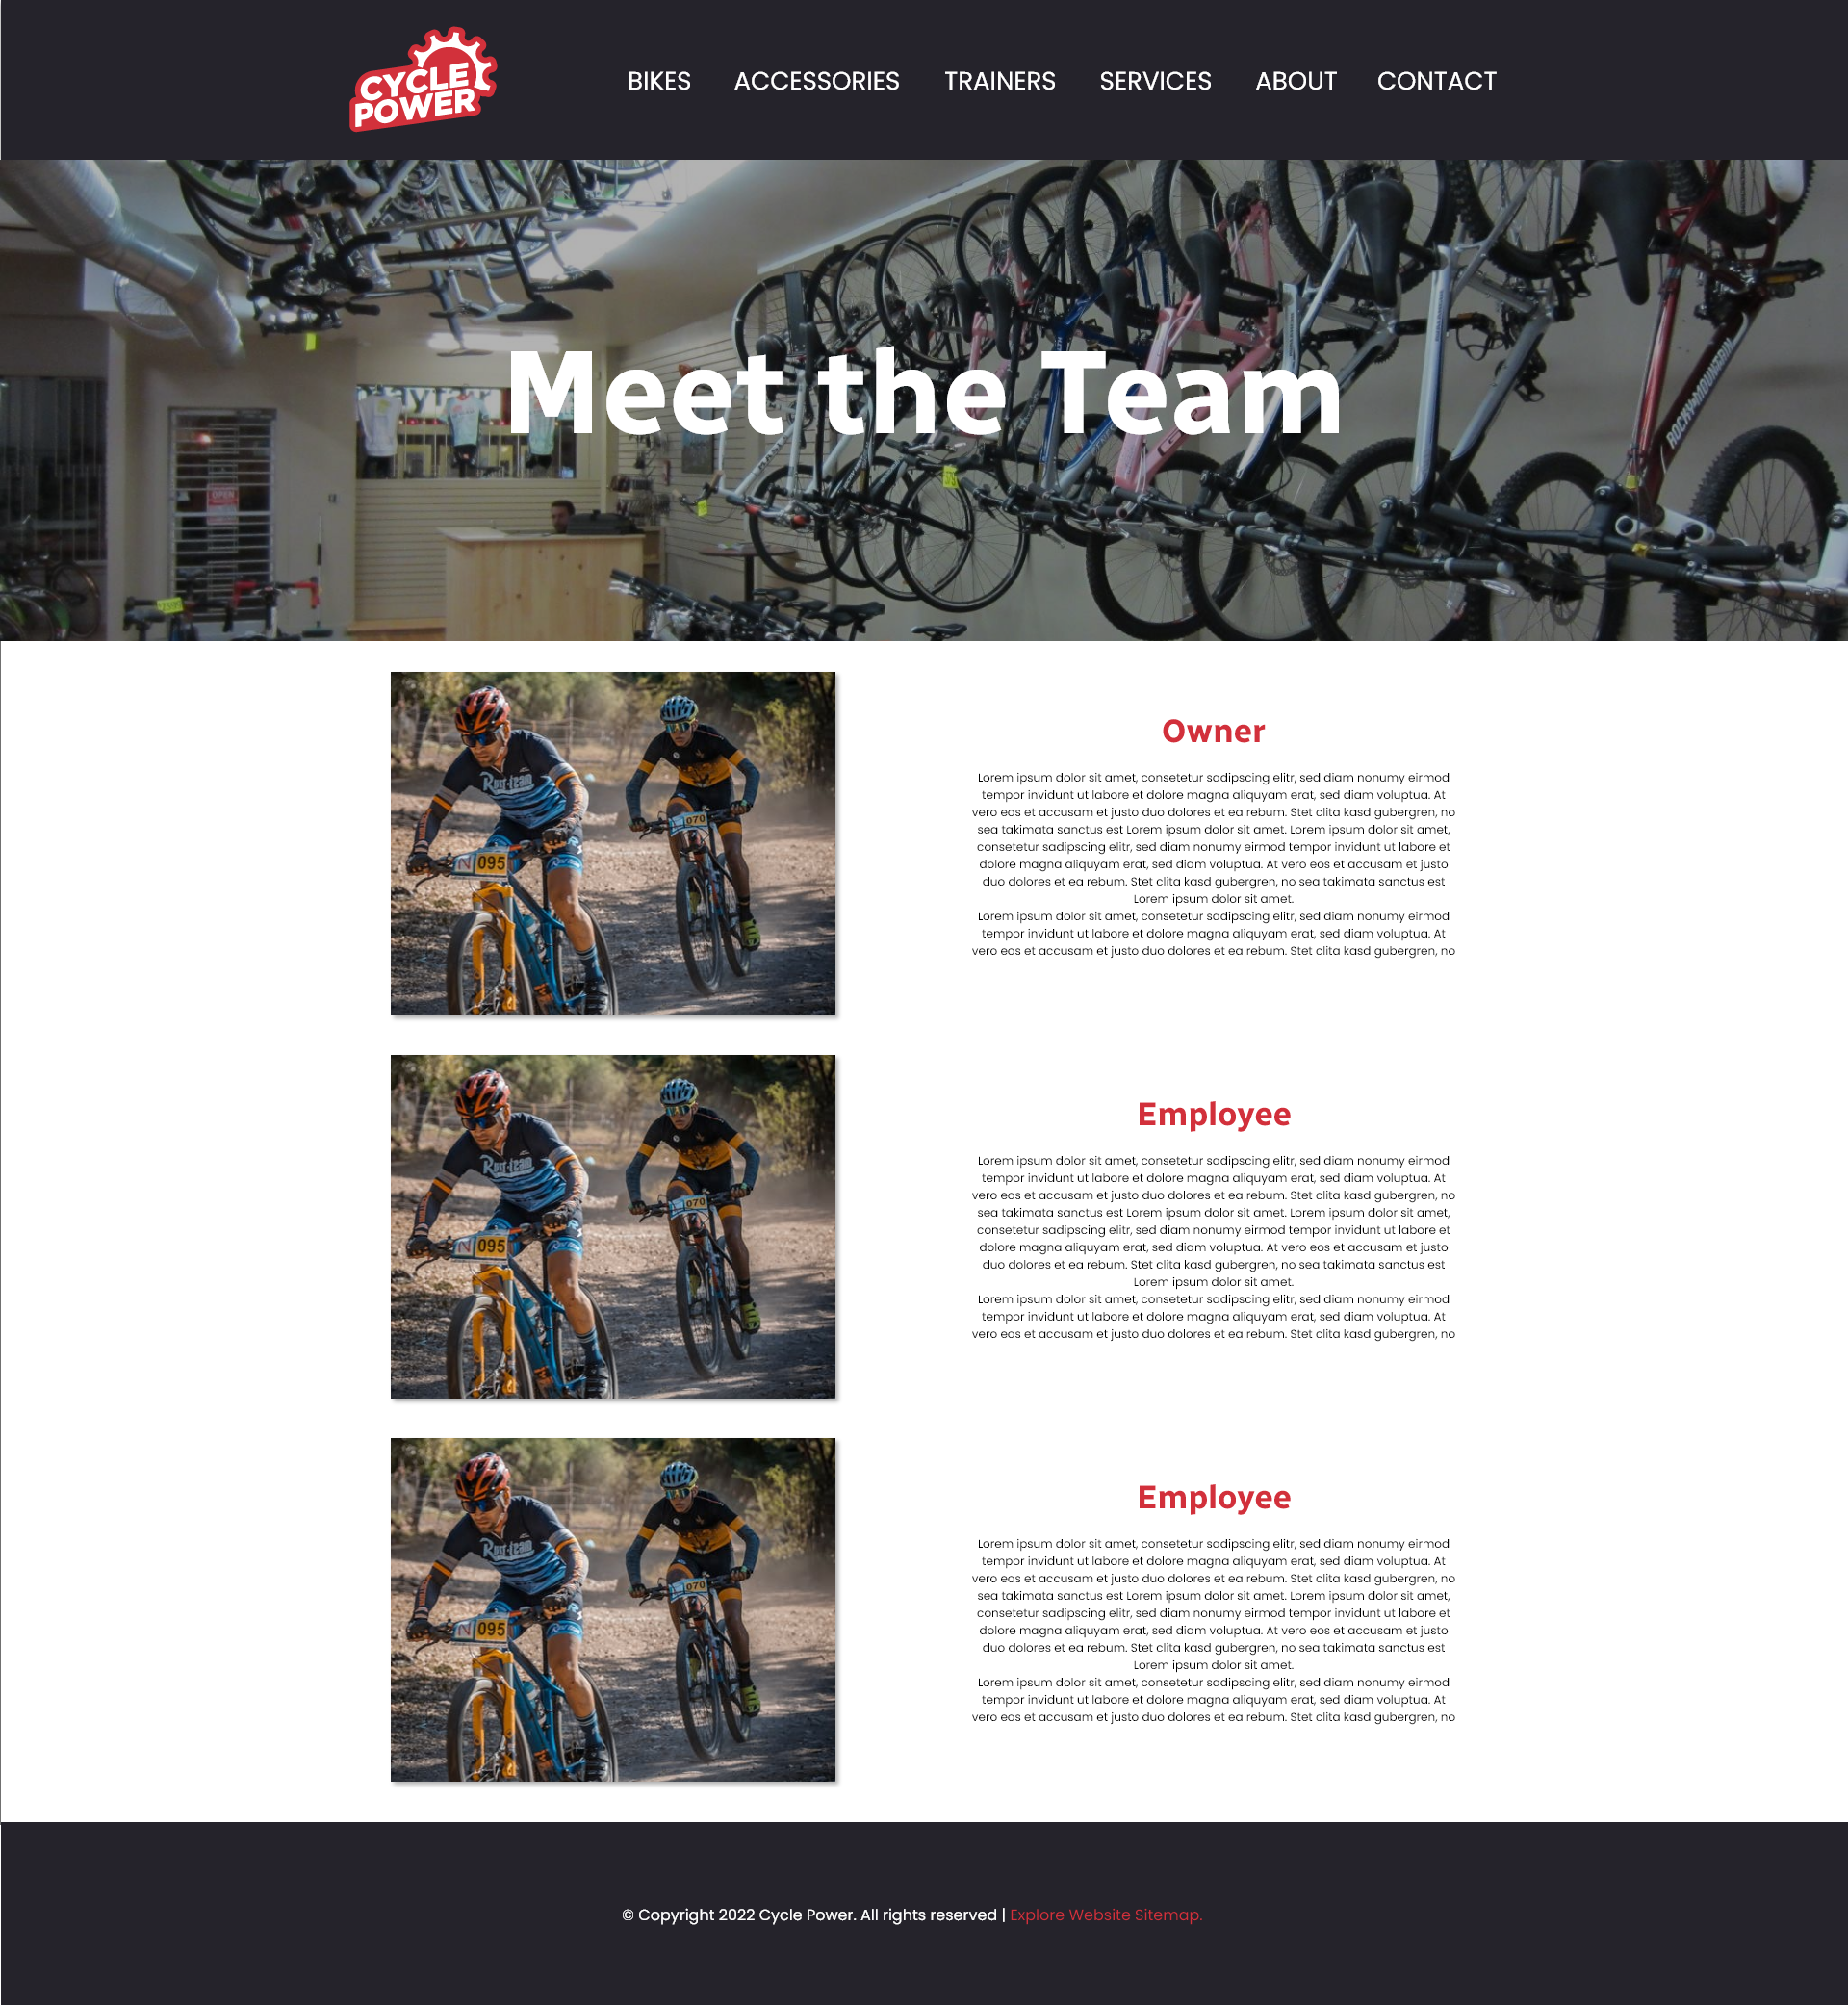 CYCLE
POWER
BIKES ACCESSORIES TRAINERS SERVICES ABOUT CONTACT
Meet the Team
OPEN
ROCKY MOUNTAIN
Owner
Lorem ipsum dolor sit amet, consetetur sadipscing elitr, sed diam nonumy eirmod
tempor invidunt ut labore et dolore magna aliquyam erat, sed diam voluptua. At
vero eos et accusam et justo duo dolores et ea rebum. Stet clita kasd gubergren, no
sea takimata sanctus est Lorem ipsum dolor sit amet. Lorem ipsum dolor sit amet,
consetetur sadipscing elitr, sed diam nonumy eirmod tempor invidunt ut labore et
dolore magna aliquyam erat, sed diam voluptua. At vero eos et accusam et justo
duo dolores et ea rebum. Stet clita kasd gubergren, no sea takimata sanctus est
Lorem ipsum dolor sit amet.
Lorem ipsum dolor sit amet, consetetur sadipscing elitr, sed diam nonumy eirmod
tempor invidunt ut labore et dolore magna aliquyam erat, sed diam voluptua. At
vero eos et accusam et justo duo dolores et ea rebum. Stet clita kasd gubergren, no
070
095
Employee
Lorem ipsum dolor sit amet, consetetur sadipscing elitr, sed diam nonumy eirmod
tempor invidunt ut labore et dolore magna aliquyam erat, sed diam voluptua. At
vero eos et accusam et justo duo dolores et ea rebum. Stet clita kasd gubergren, no
sea takimata sanctus est Lorem ipsum dolor sit amet. Lorem ipsum dolor sit amet,
consetetur sadipscing elitr, sed diam nonumy eirmod tempor invidunt ut labore et
dolore magna aliquyam erat, sed diam voluptua. At vero eos et accusam et justo
duo dolores et ea rebum. Stet clita kasd gubergren, no sea takimata sanctus est
Lorem ipsum dolor sit amet.
Lorem ipsum dolor sit amet, consetetur sadipscing elitr, sed diam nonumy eirmod
tempor invidunt ut labore et dolore magna aliquyam erat, sed diam voluptua. At
vero eos et accusam et justo duo dolores et ea rebum. Stet clita kasd gubergren, no
070
095
Employee
Lorem ipsum dolor sit amet, consetetur sadipscing elitr, sed diam nonumy eirmod
tempor invidunt ut labore et dolore magna aliquyam erat, sed diam voluptua. At
vero eos et accusam et justo duo dolores et ea rebum. Stet clita kasd gubergren, no
sea takimata sanctus est Lorem ipsum dolor sit amet. Lorem ipsum dolor sit amet,
consetetur sadipscing elitr, sed diam nonumy eirmod tempor invidunt ut labore et
dolore magna aliquyam erat, sed diam voluptua. At vero eos et accusam et justo
duo dolores et ea rebum. Stet clita kasd gubergren, no sea takimata sanctus est
Lorem ipsum dolor sit amet.
Lorem ipsum dolor sit amet, consetetur sadipscing elitr, sed diam nonumy eirmod
tempor invidunt ut labore et dolore magna aliquyam erat, sed diam voluptua. At
vero eos et accusam et justo duo dolores et ea rebum. Stet clita kasd gubergren, no
070
095
© Copyright 2022 Cycle Power. All rights reserved | Explore Website Sitemap.